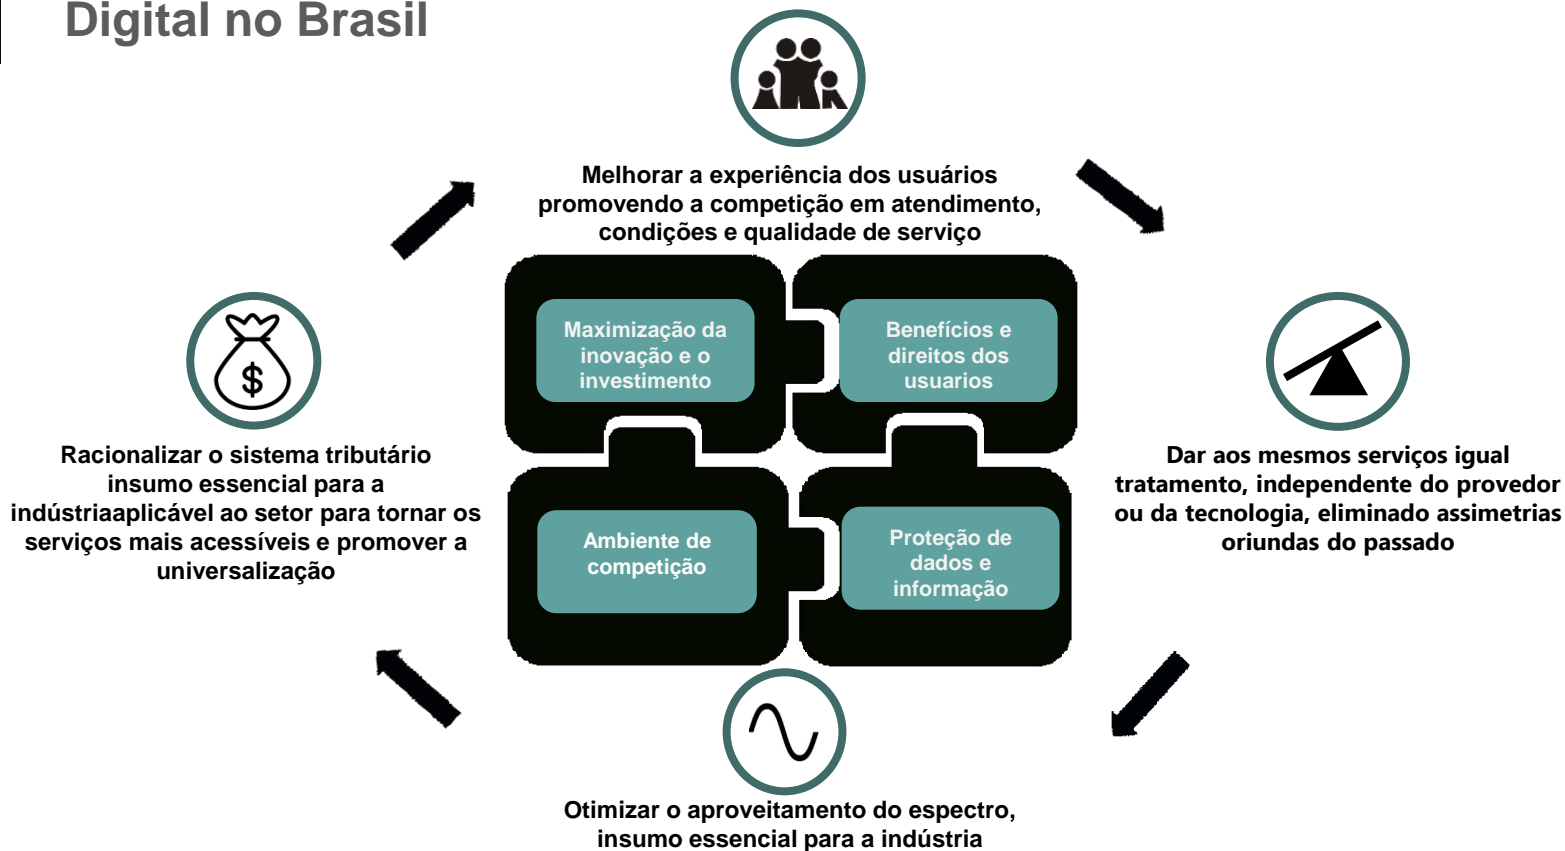 Digital no Brasil
Melhorar a experiência dos usuários
promovendo a competição em atendimento,
condições e qualidade de serviço
Maximização da
inovação e o
investimento
Benefícios e
direitos dos
usuarios
$
Racionalizar o sistema tributário
insumo essencial para a
indústriaaplicável ao setor para tornar os
serviços mais acessíveis e promover a
universalização
Dar aos mesmos serviços igual
tratamento, independente do provedor
ou da tecnologia, eliminado assimetrias
oriundas do passado
Ambiente de
competição
Proteção de
dados e
informação
Otimizar o aproveitamento do espectro,
insumo essencial para a indústria